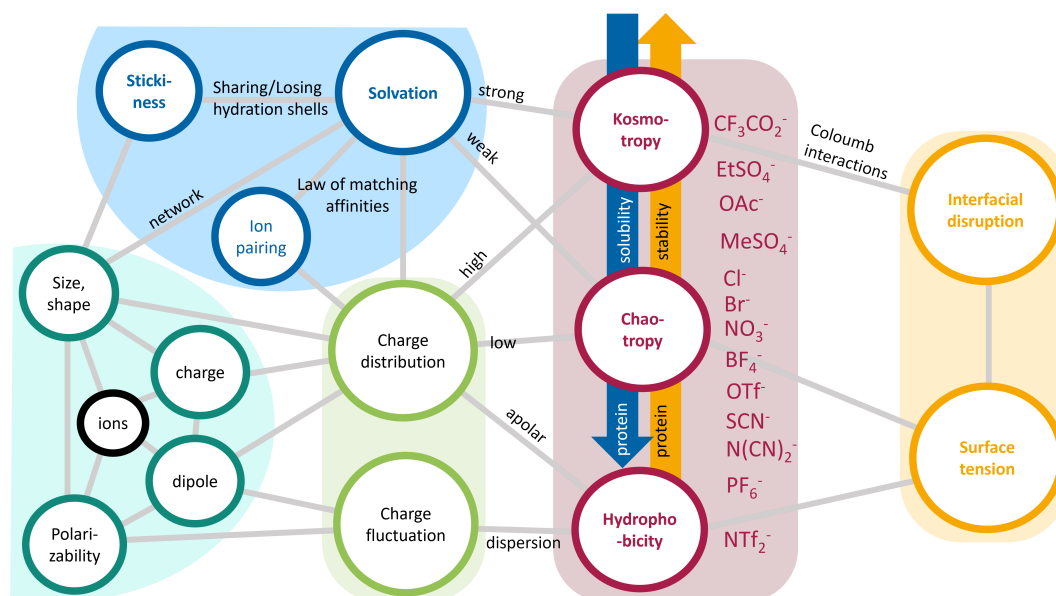 Sticki-
ness
Sharing/Losing
hydration shells
Solvation
strong
weak
network
Law of matching
affinities
Ion
pairing
Size,
shape
charge
ions
dipole
Polari-
zability
Charge
distribution
high
low
apolar
Charge
fluctuation
dispersion
Kosmo-
tropy
solubility
stability
Chao-
tropy
protein
protein
Hydropho
-bicity
CF₃CO₂⁻
EtSO₄⁻
OAc⁻
MeSO₄⁻
Cl⁻
Br⁻
NO₃⁻
BF₄⁻
OTf⁻
SCN⁻
N(CN)₂⁻
PF₆⁻
NTf₂⁻
Coloumb
interactions
Interfacial
disruption
Surface
tension